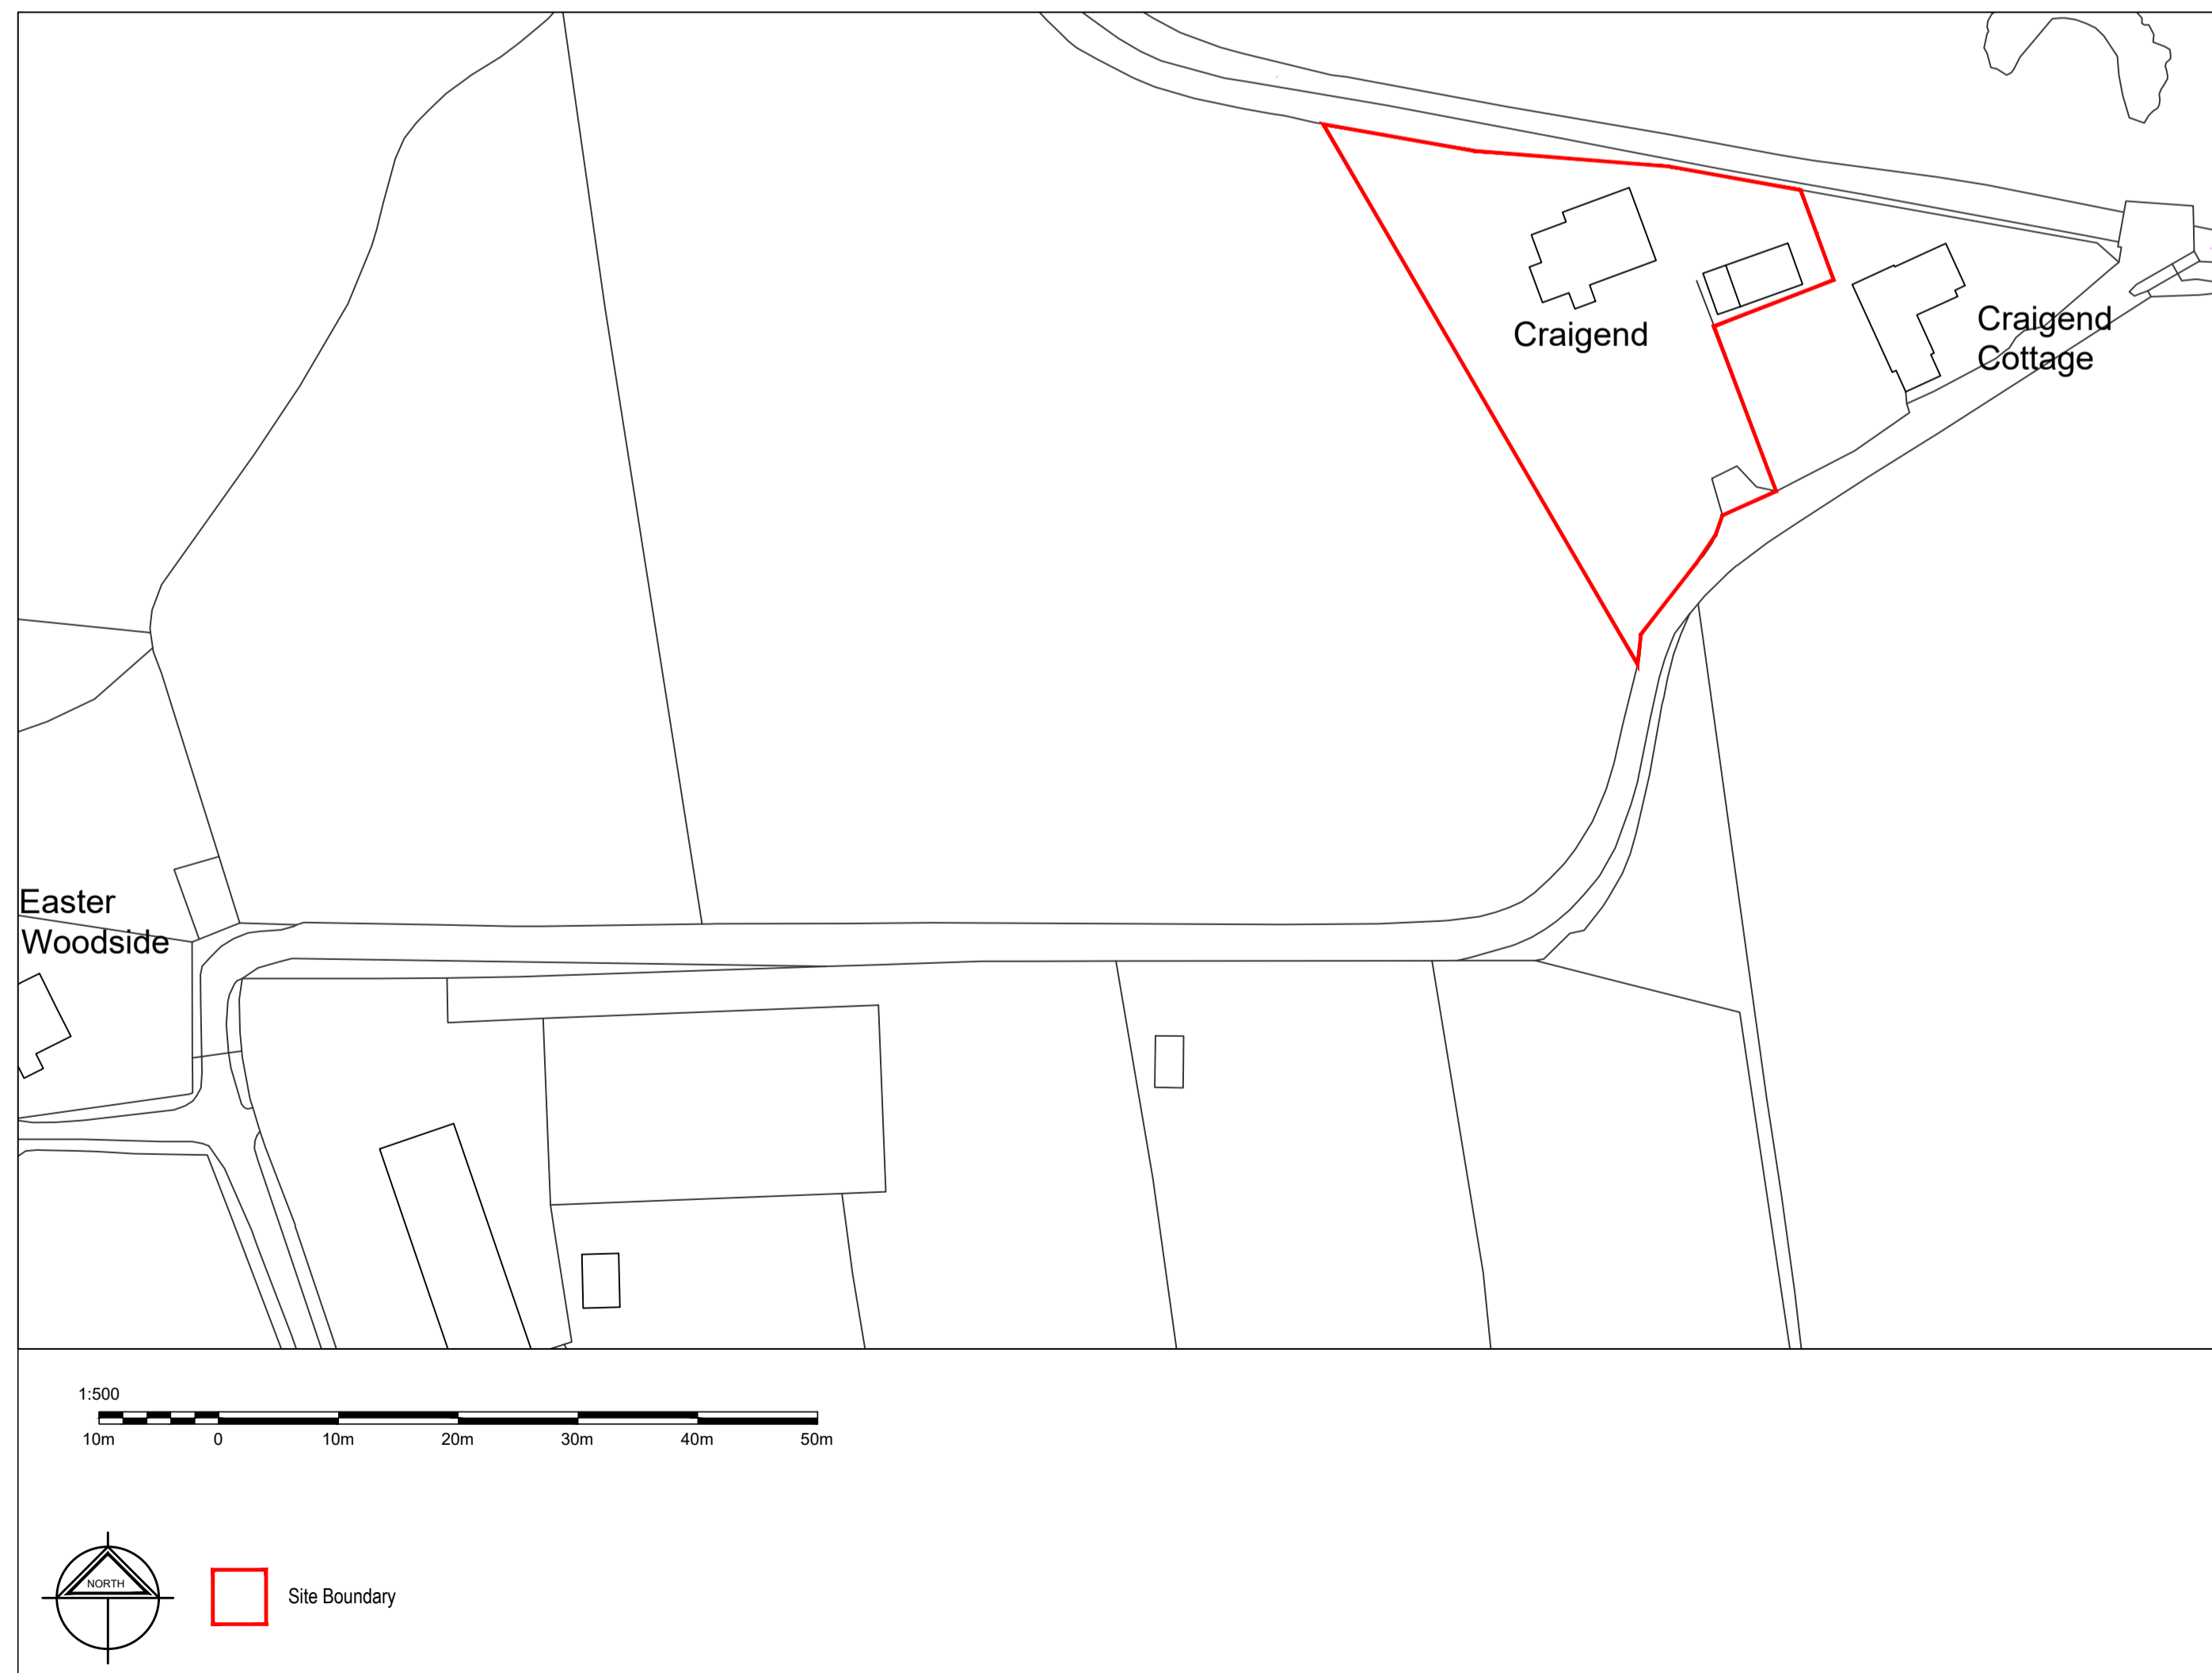 Craigend
Craigend
Cottage
Easter
Woodside
1:500
10m 0 10m 20m 30m 40m 50m
NORTH
Site Boundary